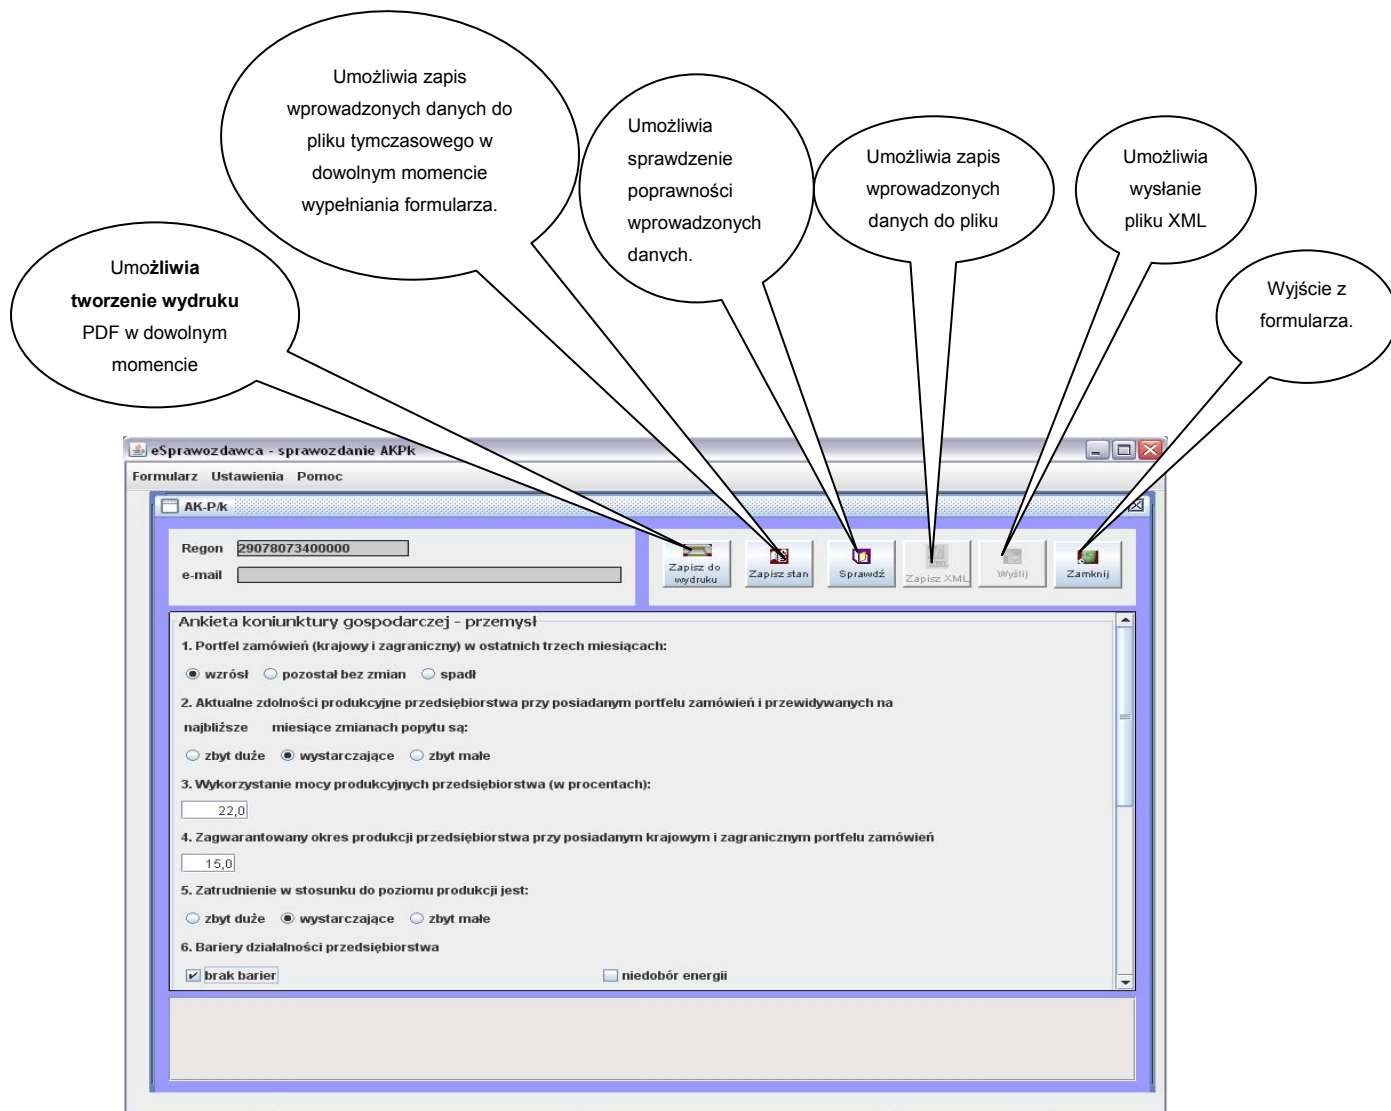 Umożliwia zapis
wprowadzonych danych do
pliku tymczasowego w
dowolnym momencie
wypełniania formularza.
Umożliwia
sprawdzenie
poprawności
wprowadzonych
danych.
Umożliwia zapis
wprowadzonych
danych do pliku
Umożliwia
wysłanie
pliku XML
Umożliwia
tworzenie wydruku
PDF w dowolnym
momencie
Wyjście z
formularza.
eSprawozdawca - sprawozdanie AKPk
Formularz Ustawienia Pomoc
AK-P/k
Regon 29078073400000
e-mail
Zapisz do
wydruku
Zapisz stan
Sprawdź
Zapisz XML
Wyślij
Zamknij
Ankieta koniunktury gospodarczej - przemysł
1. Portfel zamówień (krajowy i zagraniczny) w ostatnich trzech miesiącach:
wzrósł pozostał bez zmian spadł
2. Aktualne zdolności produkcyjne przedsiębiorstwa przy posiadanym portfelu zamówień i przewidywanych na
najbliższe miesiące zmianach popytu są:
zbyt duże wystarczające zbyt małe
3. Wykorzystanie mocy produkcyjnych przedsiębiorstwa (w procentach):
22,0
4. Zagwarantowany okres produkcji przedsiębiorstwa przy posiadanym krajowym i zagranicznym portfelu zamówień
15,0
5. Zatrudnienie w stosunku do poziomu produkcji jest:
zbyt duże wystarczające zbyt małe
6. Bariery działalności przedsiębiorstwa
brak barier niedobór energii